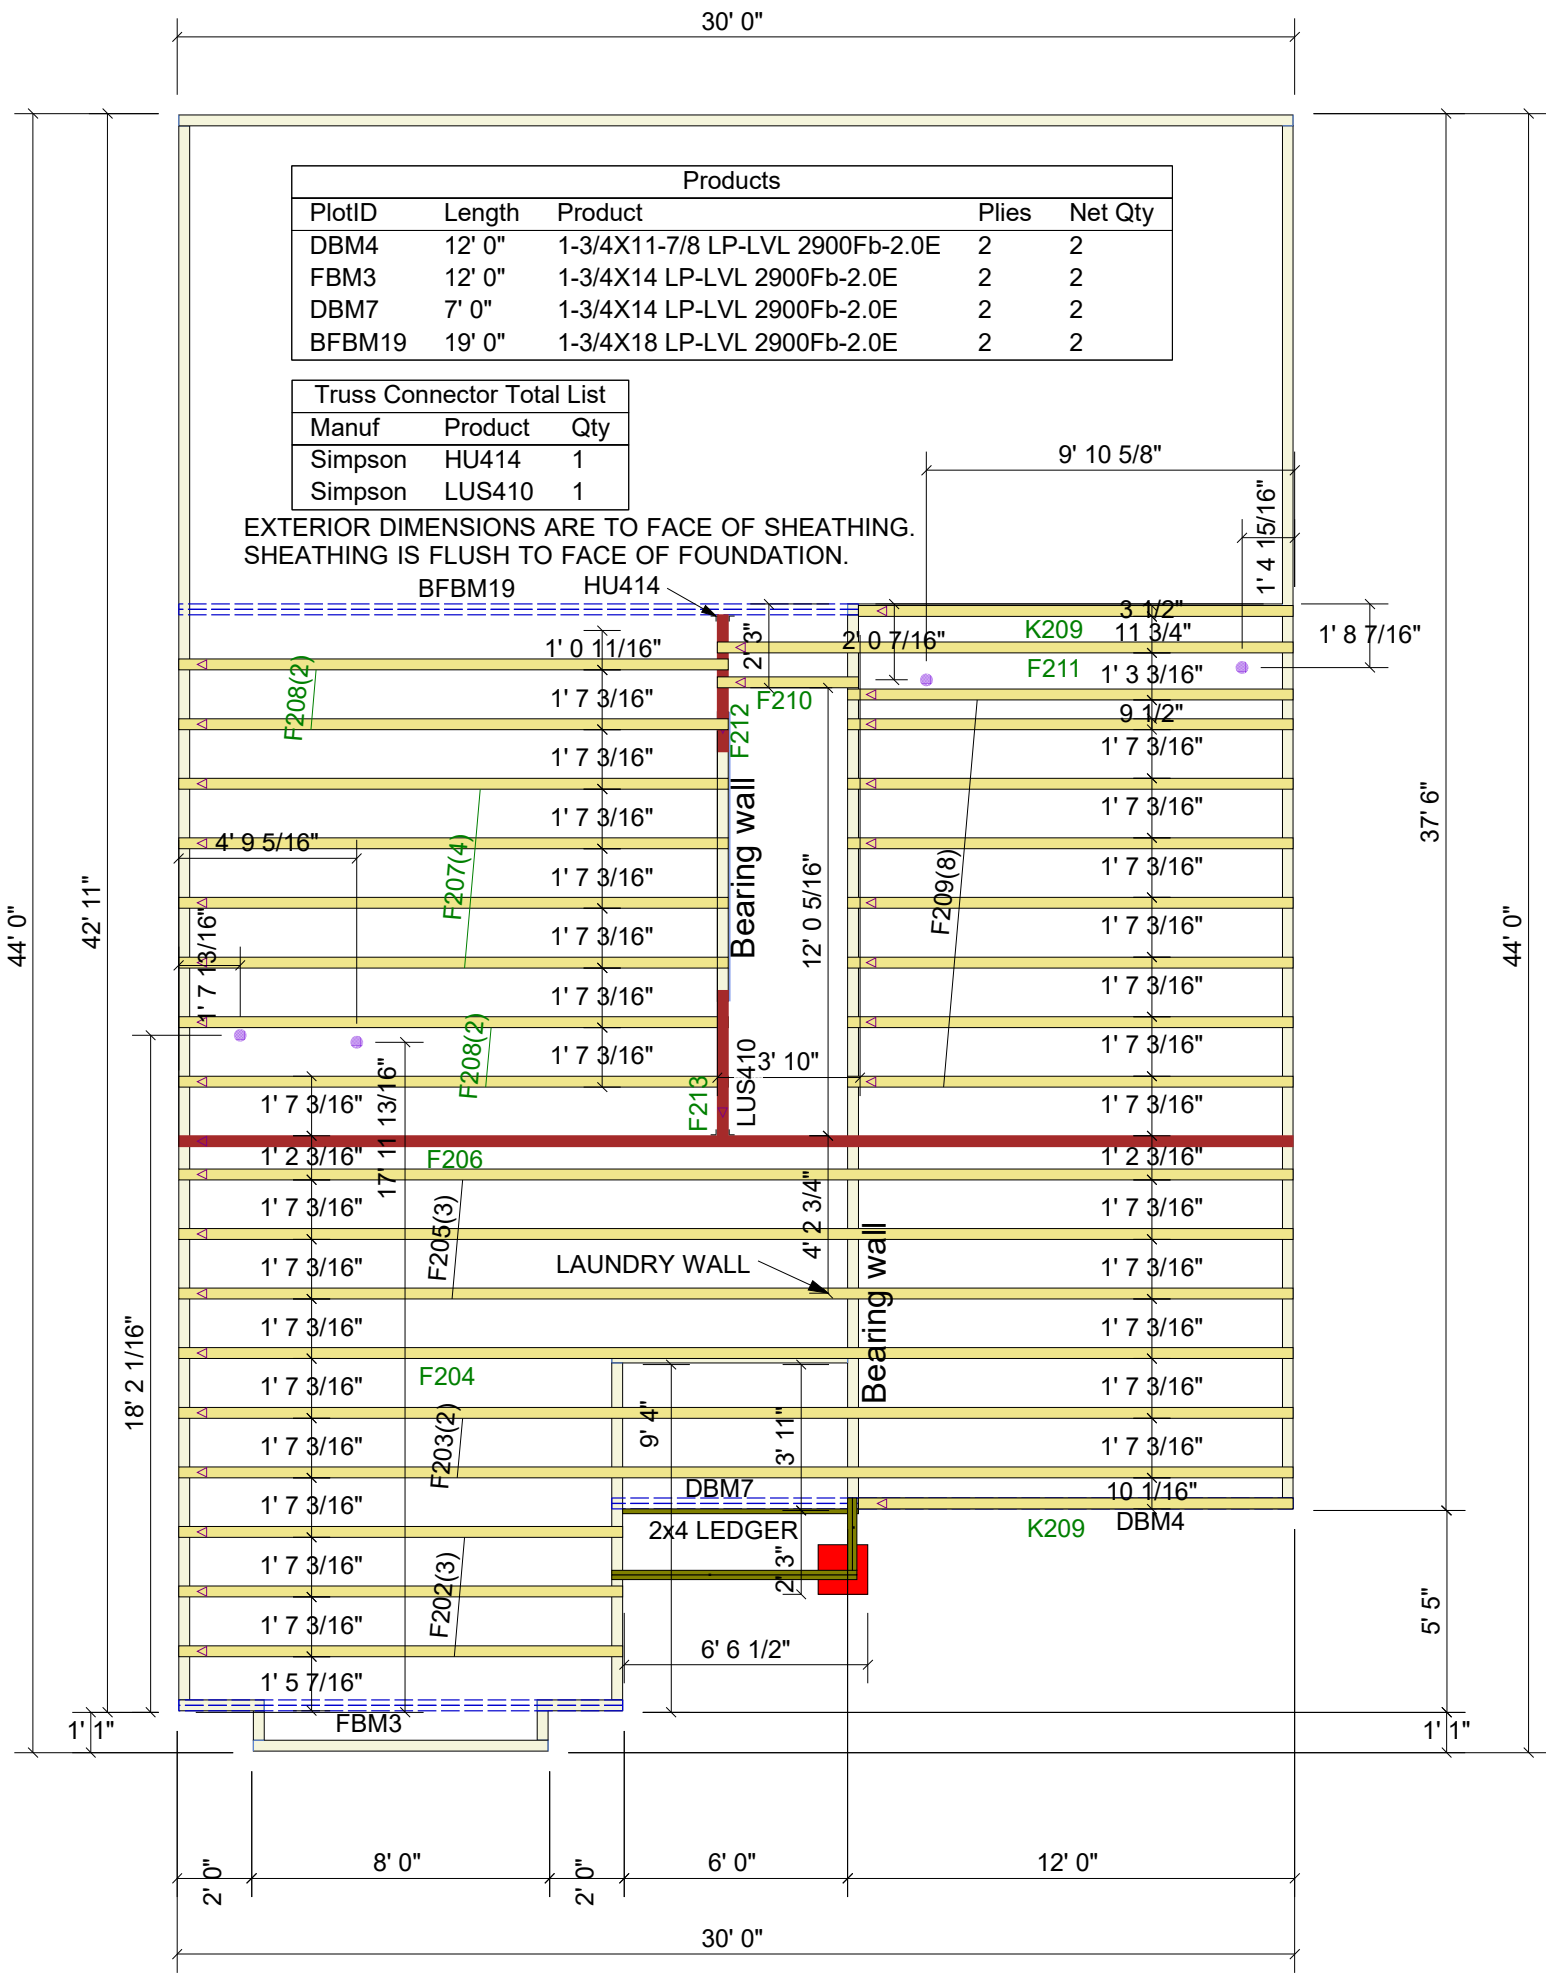 30' 0"
Products
PlotID Length Product Plies Net Qty
DBM4 12' 0" 1-3/4X11-7/8 LP-LVL 2900Fb-2.0E 2 2
FBM3 12' 0" 1-3/4X14 LP-LVL 2900Fb-2.0E 2 2
DBM7 7' 0" 1-3/4X14 LP-LVL 2900Fb-2.0E 2 2
BFBM19 19' 0" 1-3/4X18 LP-LVL 2900Fb-2.0E 2 2
Truss Connector Total List
Manuf Product Qty
Simpson HU414 1
Simpson LUS410 1
9' 10 5/8"
1' 4 15/16"
EXTERIOR DIMENSIONS ARE TO FACE OF SHEATHING.
SHEATHING IS FLUSH TO FACE OF FOUNDATION.
BFBM19
HU414
3 1/2"
K209
11 3/4"
1' 8 7/16"
2' 3"
2' 0 7/16"
1' 0 11/16"
F211
1' 3 3/16"
F208(2)
1' 7 3/16"
F210
9 1/2"
F212
1' 7 3/16"
1' 7 3/16"
1' 7 3/16"
1' 7 3/16"
4' 9 5/16"
Bearing wall
37' 6"
F207(4)
1' 7 3/16"
1' 7 3/16"
F209(8)
12' 0 5/16"
44' 0"
42' 11"
44' 0"
1' 7 13/16"
1' 7 3/16"
1' 7 3/16"
1' 7 3/16"
1' 7 3/16"
F208(2)
1' 7 3/16"
1' 7 3/16"
LUS410
3' 10"
F213
1' 7 3/16"
1' 7 3/16"
17' 11 13/16"
1' 2 3/16"
F206
1' 2 3/16"
1' 7 3/16"
F205(3)
4' 2 3/4"
1' 7 3/16"
LAUNDRY WALL
1' 7 3/16"
1' 7 3/16"
Bearing wall
1' 7 3/16"
1' 7 3/16"
18' 2 1/16"
F204
1' 7 3/16"
1' 7 3/16"
9' 4"
3' 11"
F203(2)
1' 7 3/16"
1' 7 3/16"
DBM7
10 1/16"
1' 7 3/16"
2x4 LEDGER
K209
DBM4
2' 3"
1' 7 3/16"
F202(3)
5' 5"
1' 7 3/16"
6' 6 1/2"
1' 5 7/16"
FBM3
1' 1"
1' 1"
2' 0"
8' 0"
2' 0"
6' 0"
12' 0"
30' 0"